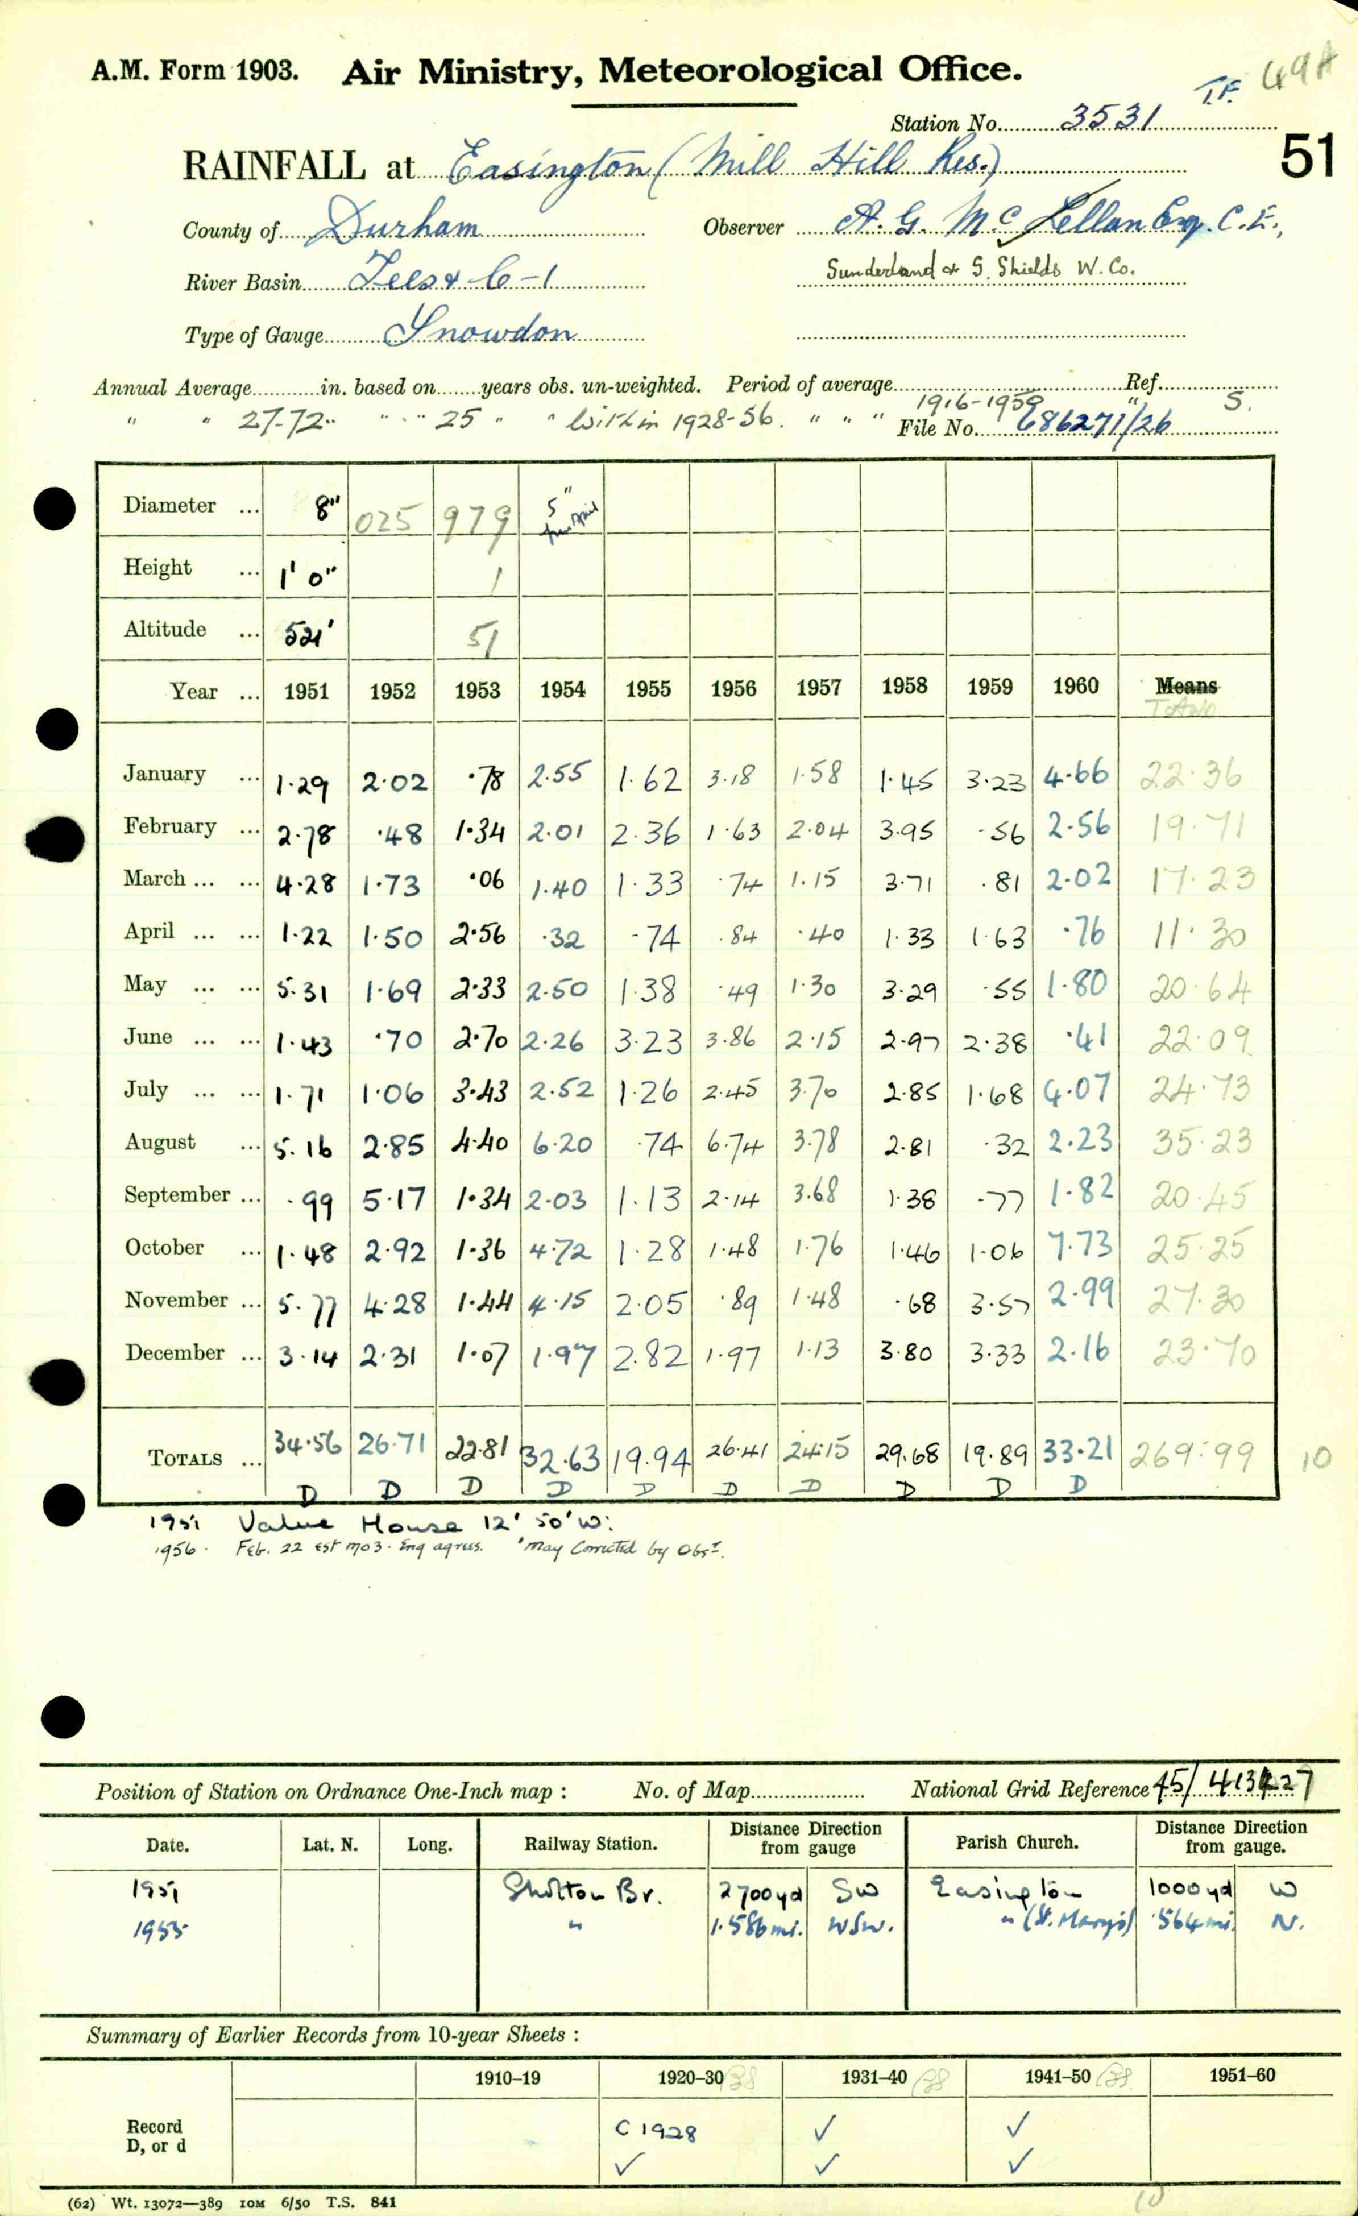 A.M. Form 1903. Air Ministry, Meteorological Office. T.F. 49A
Station No. 3531
RAINFALL at Easington (Mill Hill Res.) 51
County of Durham Observer A. G. McLellan Esq. C.E.,
River Basin Tees & C-1 Sunderland & S. Shields W. Co.
Type of Gauge Snowdon
Annual Average in. based on years obs. un-weighted. Period of average Ref.
" " 27.72 " " 25 " " Within 1928-56. " " " 1916-1950 " S.
File No. 686271/26
Diameter ... 8" 025 979 5" from April
Height ... 1' 0" 1
Altitude ... 521' 51
Year ... 1951 1952 1953 1954 1955 1956 1957 1958 1959 1960 Means
January ... 1.29 2.02 .78 2.55 1.62 3.18 1.58 1.45 3.23 4.66 22.36
February ... 2.78 .48 1.34 2.01 2.36 1.63 2.04 3.95 .56 2.56 19.71
March ... ... 4.28 1.73 .06 1.40 1.33 .74 1.15 3.71 .81 2.02 17.23
April ... ... 1.22 1.50 2.56 .32 .74 .84 .40 1.33 1.63 .76 11.30
May ... ... 5.31 1.69 2.33 2.50 1.38 .49 1.30 3.29 .55 1.80 20.64
June ... ... 1.43 .70 2.70 2.26 3.23 3.86 2.15 2.97 2.38 .41 22.09
July ... ... 1.71 1.06 3.43 2.52 1.26 2.45 3.70 2.85 1.68 4.07 24.73
August ... 5.16 2.85 4.40 6.20 .74 6.74 3.78 2.81 .32 2.23 35.23
September ... .99 5.17 1.34 2.03 1.13 2.14 3.68 1.38 .77 1.82 20.45
October ... 1.48 2.92 1.36 4.72 1.28 1.48 1.76 1.46 1.06 7.73 25.25
November ... 5.77 4.28 1.44 4.15 2.05 .89 1.48 .68 3.57 2.99 27.30
December ... 3.14 2.31 1.07 1.97 2.82 1.97 1.13 3.80 3.33 2.16 23.70
TOTALS ... 34.56 26.71 22.81 32.63 19.94 26.41 24.15 29.68 19.89 33.21 269.99 10
D D D D D D D D D D
1951 Valve House 12' 50' W.
1956. Feb. 22 est M03. Eng agrees. 'May Corrected by Obsr.
Position of Station on Ordnance One-Inch map : No. of Map National Grid Reference 45/
Date. Lat. N. Long. Railway Station. Distance from gauge Direction Parish Church. Distance from gauge. Direction
1951 Shotton Br. 2700yd SW Easington 1000yd W
1955 " 1.586mi. WSW. " (St. Mary's) .564mi. N.
Summary of Earlier Records from 10-year Sheets :
1910–19 1920–30 1931–40 1941–50 1951–60
Record C 1928 ✓ ✓
D, or d ✓ ✓ ✓
(62) Wt. 13072—389 10M 6/50 T.S. 841 10